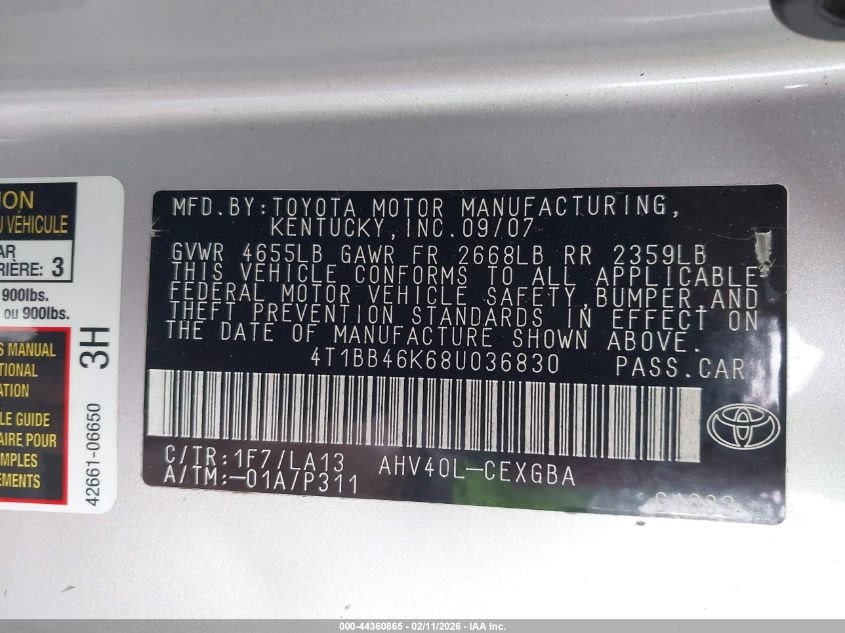 ION
U VÉHICULE
AR
RIÈRE: 3
900lbs.
ou 900lbs.
S MANUAL
TIONAL
ATION
LE GUIDE
AIRE POUR
MPLES
EMENTS
3H
42661-06650
MFD.BY:TOYOTA MOTOR MANUFACTURING,
KENTUCKY,INC.09/07
GVWR 4655LB GAWR FR 2668LB RR 2359LB
THIS VEHICLE CONFORMS TO ALL APPLICABLE
FEDERAL MOTOR VEHICLE SAFETY,BUMPER,AND
THEFT PREVENTION STANDARDS IN EFFECT ON
THE DATE OF MANUFACTURE SHOWN ABOVE.
4T1BB46K68U036830 PASS.CAR
C/TR:1F7/LA13 AHV40L-CEXGBA
A/TM:-01A/P311
000-44360865 - 02/11/2026 - IAA Inc.